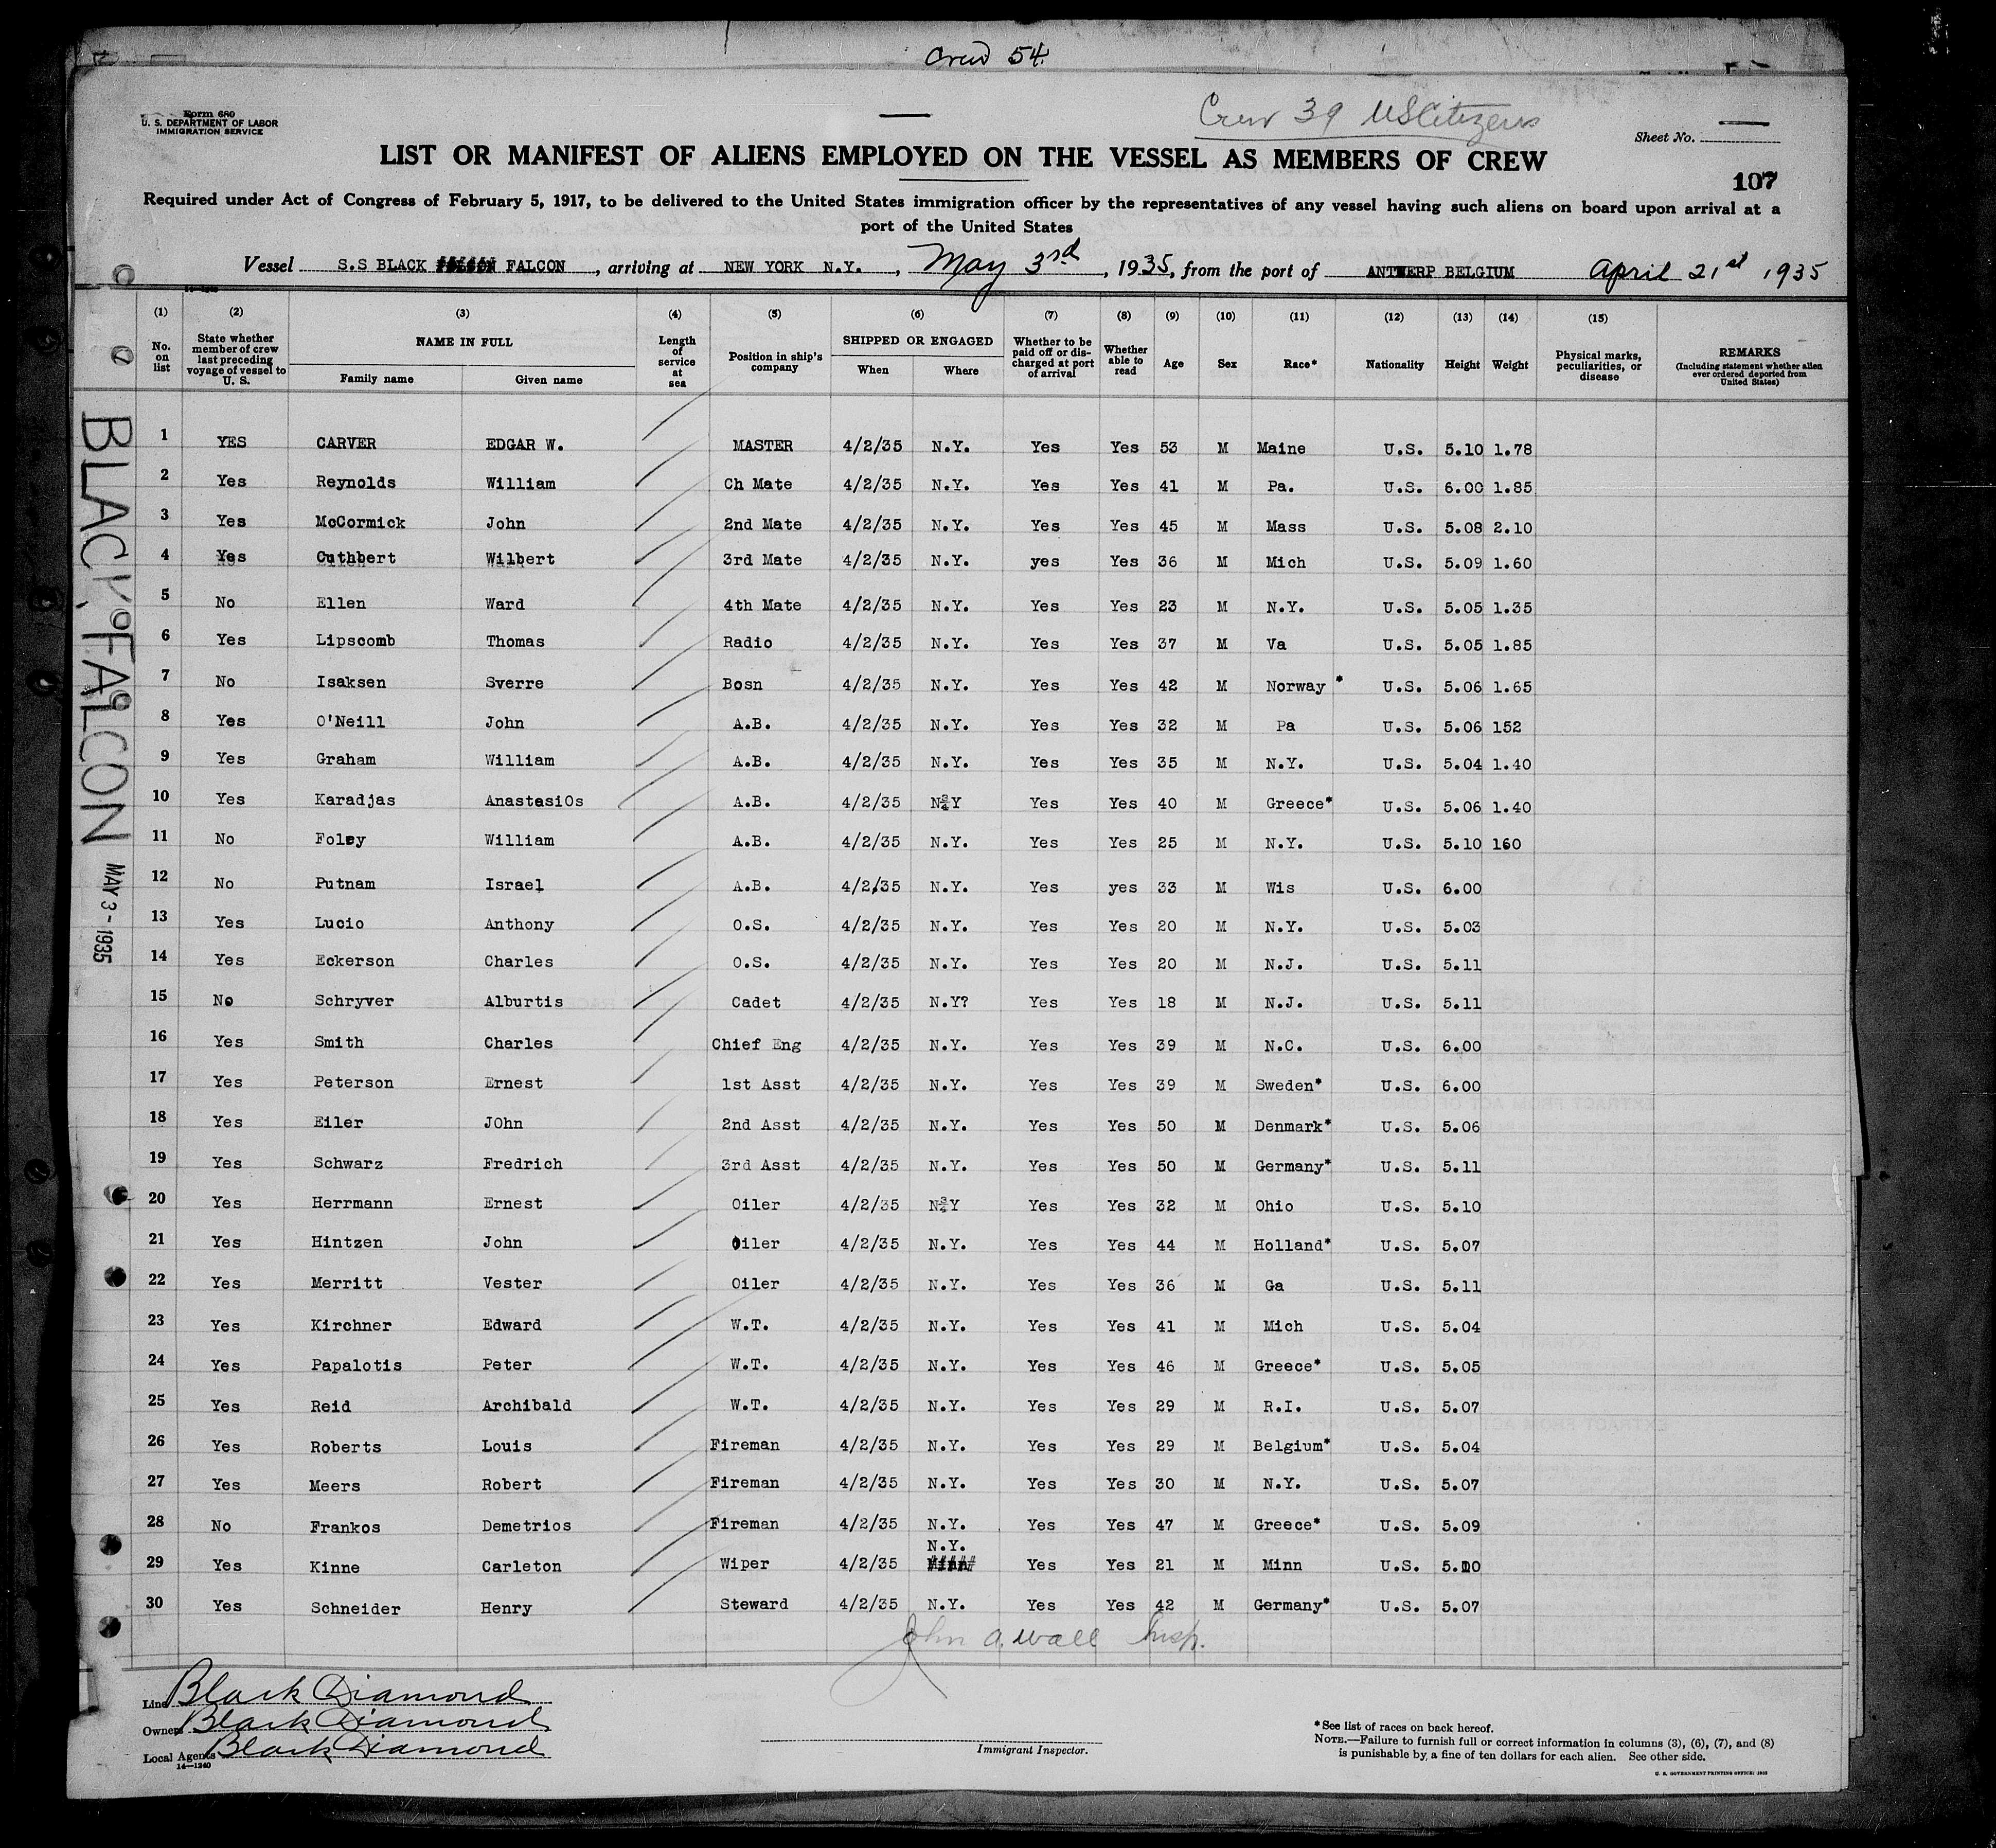 Crew 54
Form 680
U. S. DEPARTMENT OF LABOR
IMMIGRATION SERVICE
Crew 39 US Citizens
Sheet No.
LIST OR MANIFEST OF ALIENS EMPLOYED ON THE VESSEL AS MEMBERS OF CREW
107
Required under Act of Congress of February 5, 1917, to be delivered to the United States immigration officer by the representatives of any vessel having such aliens on board upon arrival at a
port of the United States
Vessel S.S BLACK FALCON, arriving at NEW YORK N.Y., May 3rd, 1935, from the port of ANTWERP BELGIUM April 21st, 1935
(1) (2) (3) (4) (5) (6) (7) (8) (9) (10) (11) (12) (13) (14) (15)
No. on list | State whether member of crew last preceding voyage of vessel to U. S. | NAME IN FULL Family name Given name | Length of service at sea | Position in ship's company | SHIPPED OR ENGAGED When Where | Whether to be paid off or discharged at port of arrival | Whether able to read | Age | Sex | Race* | Nationality | Height | Weight | Physical marks, peculiarities, or disease | REMARKS (Including statement whether alien ever ordered deported from United States)
1 YES CARVER EDGAR W. MASTER 4/2/35 N.Y. Yes Yes 53 M Maine U.S. 5.10 1.78
2 Yes Reynolds William Ch Mate 4/2/35 N.Y. Yes Yes 41 M Pa. U.S. 6.00 1.85
3 Yes McCormick John 2nd Mate 4/2/35 N.Y. Yes Yes 45 M Mass U.S. 5.08 2.10
4 Yes Cuthbert Wilbert 3rd Mate 4/2/35 N.Y. yes Yes 36 M Mich U.S. 5.09 1.60
5 No Ellen Ward 4th Mate 4/2/35 N.Y. Yes Yes 23 M N.Y. U.S. 5.05 1.35
6 Yes Lipscomb Thomas Radio 4/2/35 N.Y. Yes Yes 37 M Va U.S. 5.05 1.85
7 No Isaksen Sverre Bosn 4/2/35 N.Y. Yes Yes 42 M Norway * U.S. 5.06 1.65
8 Yes O'Neill John A.B. 4/2/35 N.Y. Yes Yes 32 M Pa U.S. 5.06 152
9 Yes Graham William A.B. 4/2/35 N.Y. Yes Yes 35 M N.Y. U.S. 5.04 1.40
10 Yes Karadjas AnastasiOs A.B. 4/2/35 N Y Yes Yes 40 M Greece* U.S. 5.06 1.40
11 No Foley William A.B. 4/2/35 N.Y. Yes Yes 25 M N.Y. U.S. 5.10 160
12 No Putnam Israel A.B. 4/2/35 N.Y. Yes yes 33 M Wis U.S. 6.00
13 Yes Lucio Anthony O.S. 4/2/35 N.Y. Yes Yes 20 M N.Y. U.S. 5.03
14 Yes Eckerson Charles O.S. 4/2/35 N.Y. Yes Yes 20 M N.J. U.S. 5.11
15 No Schryver Alburtis Cadet 4/2/35 N.Y? Yes Yes 18 M N.J. U.S. 5.11
16 Yes Smith Charles Chief Eng 4/2/35 N.Y. Yes Yes 39 M N.C. U.S. 6.00
17 Yes Peterson Ernest 1st Asst 4/2/35 N.Y. Yes Yes 39 M Sweden* U.S. 6.00
18 Yes Eiler JOhn 2nd Asst 4/2/35 N.Y. Yes Yes 50 M Denmark* U.S. 5.06
19 Yes Schwarz Fredrich 3rd Asst 4/2/35 N.Y. Yes Yes 50 M Germany* U.S. 5.11
20 Yes Herrmann Ernest Oiler 4/2/35 N Y Yes Yes 32 M Ohio U.S. 5.10
21 Yes Hintzen John Oiler 4/2/35 N.Y. Yes Yes 44 M Holland* U.S. 5.07
22 Yes Merritt Vester Oiler 4/2/35 N.Y. Yes Yes 36 M Ga U.S. 5.11
23 Yes Kirchner Edward W.T. 4/2/35 N.Y. Yes Yes 41 M Mich U.S. 5.04
24 Yes Papalotis Peter W.T. 4/2/35 N.Y. Yes Yes 46 M Greece* U.S. 5.05
25 Yes Reid Archibald W.T. 4/2/35 N.Y. Yes Yes 29 M R.I. U.S. 5.07
26 Yes Roberts Louis Fireman 4/2/35 N.Y. Yes Yes 29 M Belgium* U.S. 5.04
27 Yes Meers Robert Fireman 4/2/35 N.Y. Yes Yes 30 M N.Y. U.S. 5.07
28 No Frankos Demetrios Fireman 4/2/35 N.Y. Yes Yes 47 M Greece* U.S. 5.09
29 Yes Kinne Carleton Wiper 4/2/35 N.Y. Yes Yes 21 M Minn U.S. 5.10
30 Yes Schneider Henry Steward 4/2/35 N.Y. Yes Yes 42 M Germany* U.S. 5.07
BLACK FALCON
MAY 3-1935
John A. Wall Insp.
Line Black Diamond
Owners Black Diamond
Local Agents Black Diamond
14—1240
Immigrant Inspector.
* See list of races on back hereof.
NOTE.—Failure to furnish full or correct information in columns (3), (6), (7), and (8)
is punishable by a fine of ten dollars for each alien. See other side.
U. S. GOVERNMENT PRINTING OFFICE: